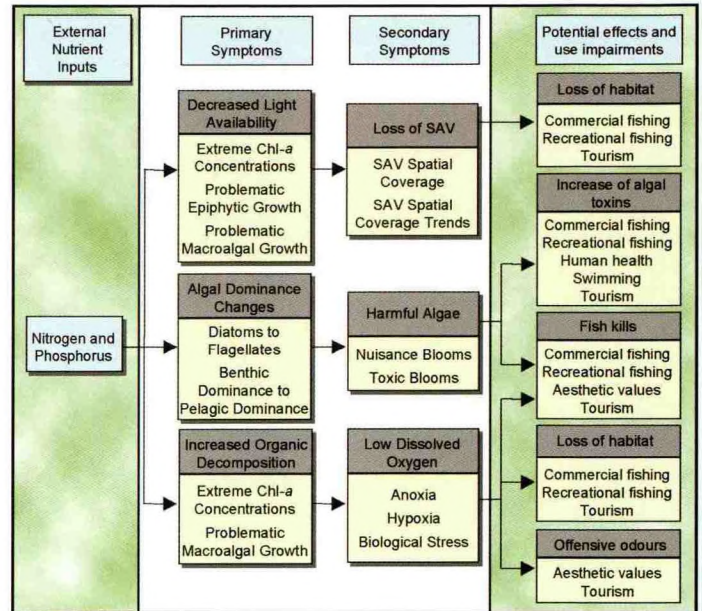 External
Nutrient
Inputs
Primary
Symptoms
Secondary
Symptoms
Potential effects and
use impairments
Nitrogen and
Phosphorus
Decreased Light
Availability
Extreme Chl-a
Concentrations
Problematic
Epiphytic Growth
Problematic
Macroalgal Growth
Algal Dominance
Changes
Diatoms to
Flagellates
Benthic
Dominance to
Pelagic Dominance
Increased Organic
Decomposition
Extreme Chl-a
Concentrations
Problematic
Macroalgal Growth
Loss of SAV
SAV Spatial
Coverage
SAV Spatial
Coverage Trends
Harmful Algae
Nuisance Blooms
Toxic Blooms
Low Dissolved
Oxygen
Anoxia
Hypoxia
Biological Stress
Loss of habitat
Commercial fishing
Recreational fishing
Tourism
Increase of algal
toxins
Commercial fishing
Recreational fishing
Human health
Swimming
Tourism
Fish kills
Commercial fishing
Recreational fishing
Aesthetic values
Tourism
Loss of habitat
Commercial fishing
Recreational fishing
Tourism
Offensive odours
Aesthetic values
Tourism